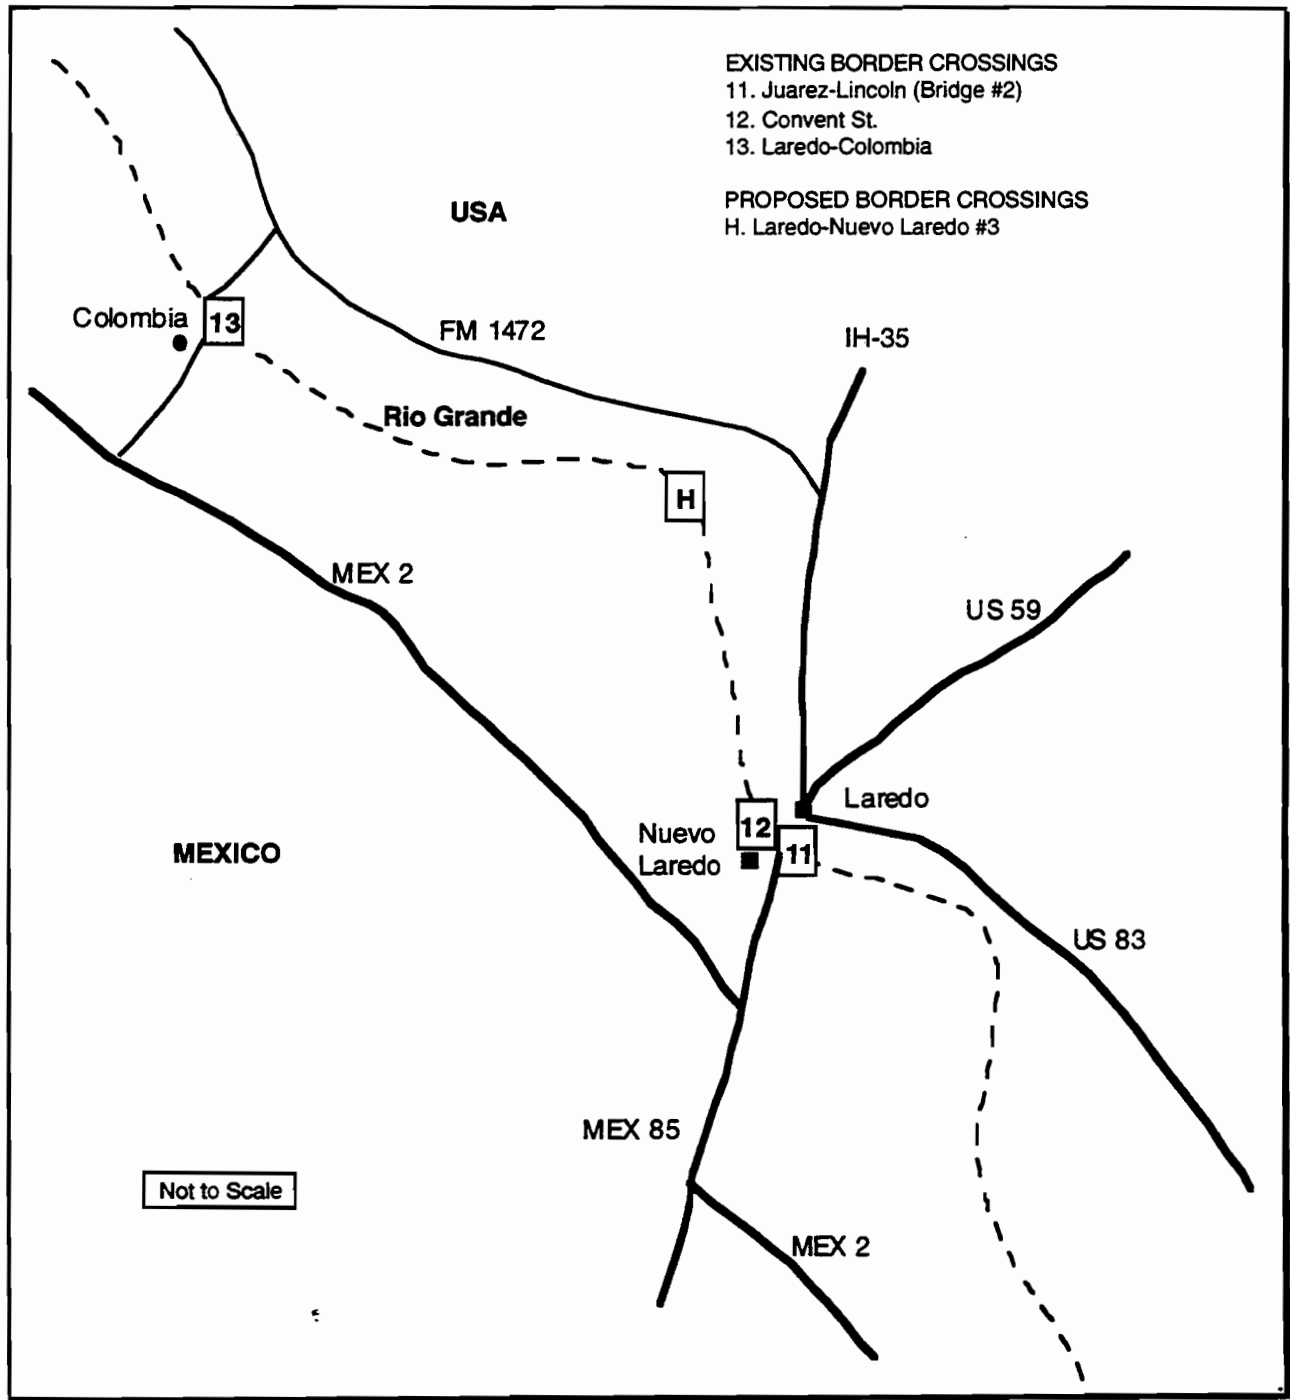 EXISTING BORDER CROSSINGS
11. Juarez-Lincoln (Bridge #2)
12. Convent St.
13. Laredo-Colombia
PROPOSED BORDER CROSSINGS
H. Laredo-Nuevo Laredo #3
USA
Colombia
13
FM 1472
IH-35
Rio Grande
H
MEX 2
US 59
Laredo
12
Nuevo
Laredo
11
MEXICO
US 83
MEX 85
Not to Scale
MEX 2